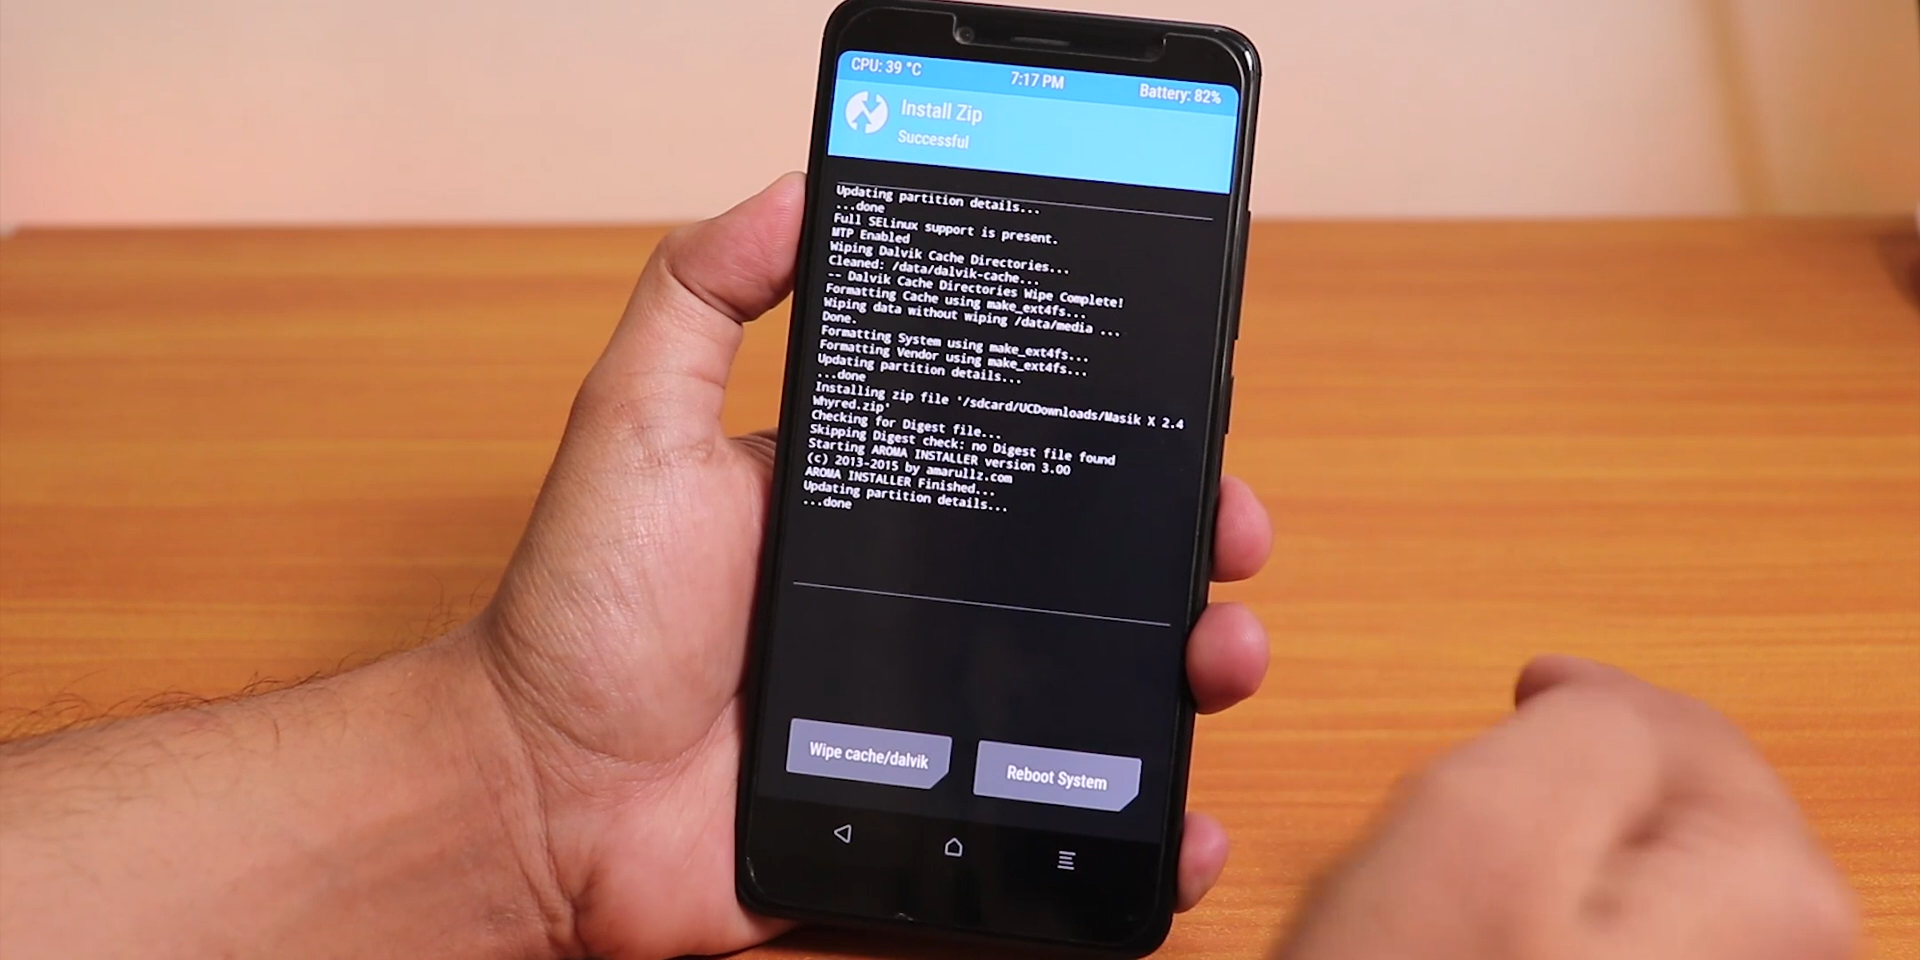 CPU: 39 °C 7:17 PM Battery: 82%
Install Zip
Successful
Updating partition details...
...done
Full SELinux support is present.
MTP Enabled
Wiping Dalvik Cache Directories...
Cleaned: /data/dalvik-cache...
-- Dalvik Cache Directories Wipe Complete!
Formatting Cache using make_ext4fs...
Wiping data without wiping /data/media ...
Done.
Formatting System using make_ext4fs...
Formatting Vendor using make_ext4fs...
Updating partition details...
...done
Installing zip file '/sdcard/UCDownloads/Masik X 2.4
Whyred.zip'
Checking for Digest file...
Skipping Digest check: no Digest file found
Starting AROMA INSTALLER version 3.00
(c) 2013-2015 by amarullz.com
AROMA INSTALLER Finished...
Updating partition details...
...done
Wipe cache/dalvik
Reboot System